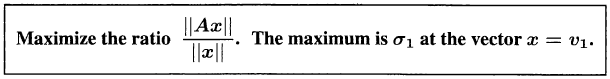 Maximize the ratio ||Ax|| / ||x||. The maximum is σ₁ at the vector x = v₁.